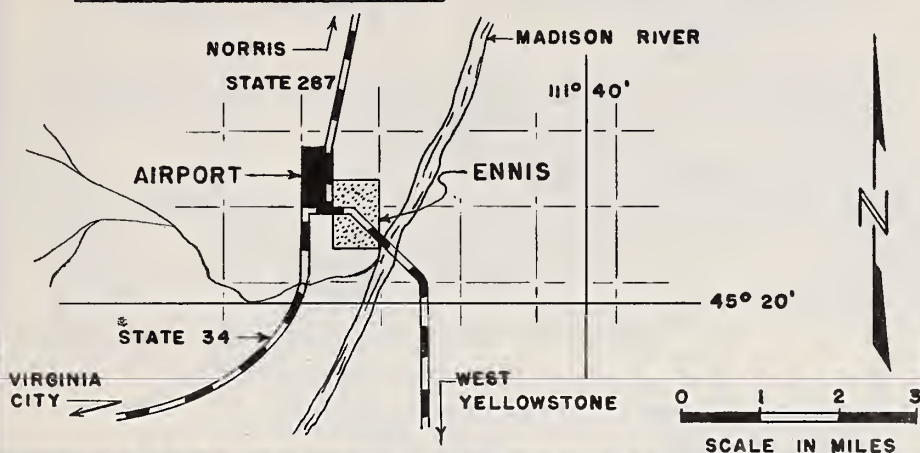 NORRIS
MADISON RIVER
STATE 287
111° 40'
AIRPORT
ENNIS
N
45° 20'
STATE 34
VIRGINIA
CITY
WEST
YELLOWSTONE
0 1 2 3
SCALE IN MILES